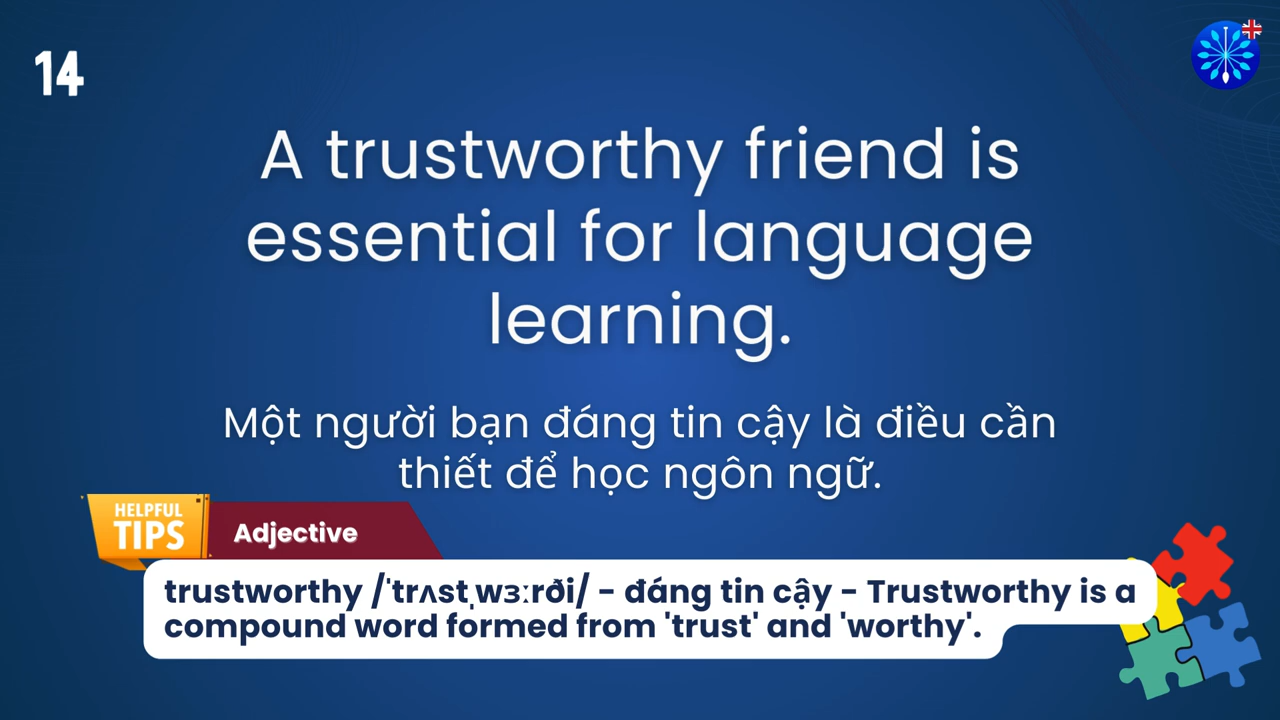 14
A trustworthy friend is
essential for language
learning.
Một người bạn đáng tin cậy là điều cần
thiết để học ngôn ngữ.
HELPFUL
TIPS
Adjective
trustworthy /ˈtrʌstˌwɜːrði/ - đáng tin cậy - Trustworthy is a
compound word formed from 'trust' and 'worthy'.